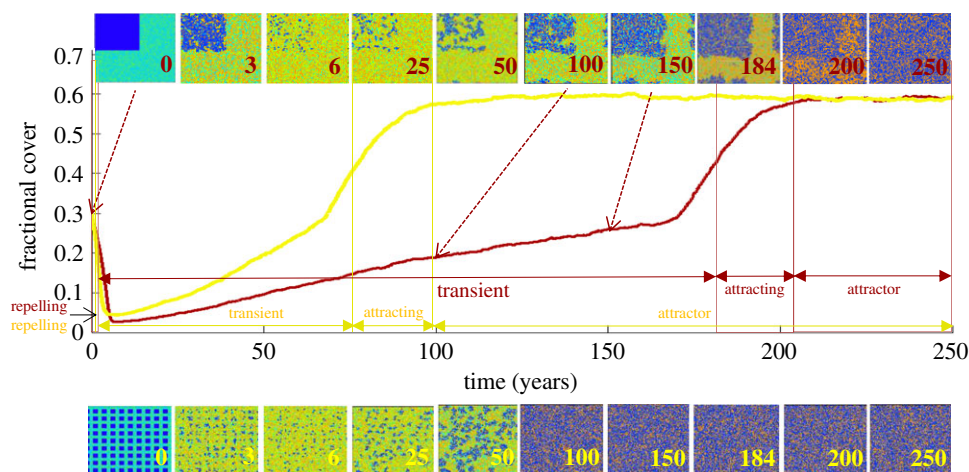 0 3 6 25 50 100 150 184 200 250
0.7
0.6
0.5
0.4
0.3
0.2
0.1
0
fractional cover
repelling
repelling
transient attracting attractor
transient attracting attractor
0 50 100 150 200 250
time (years)
0 3 6 25 50 100 150 184 200 250